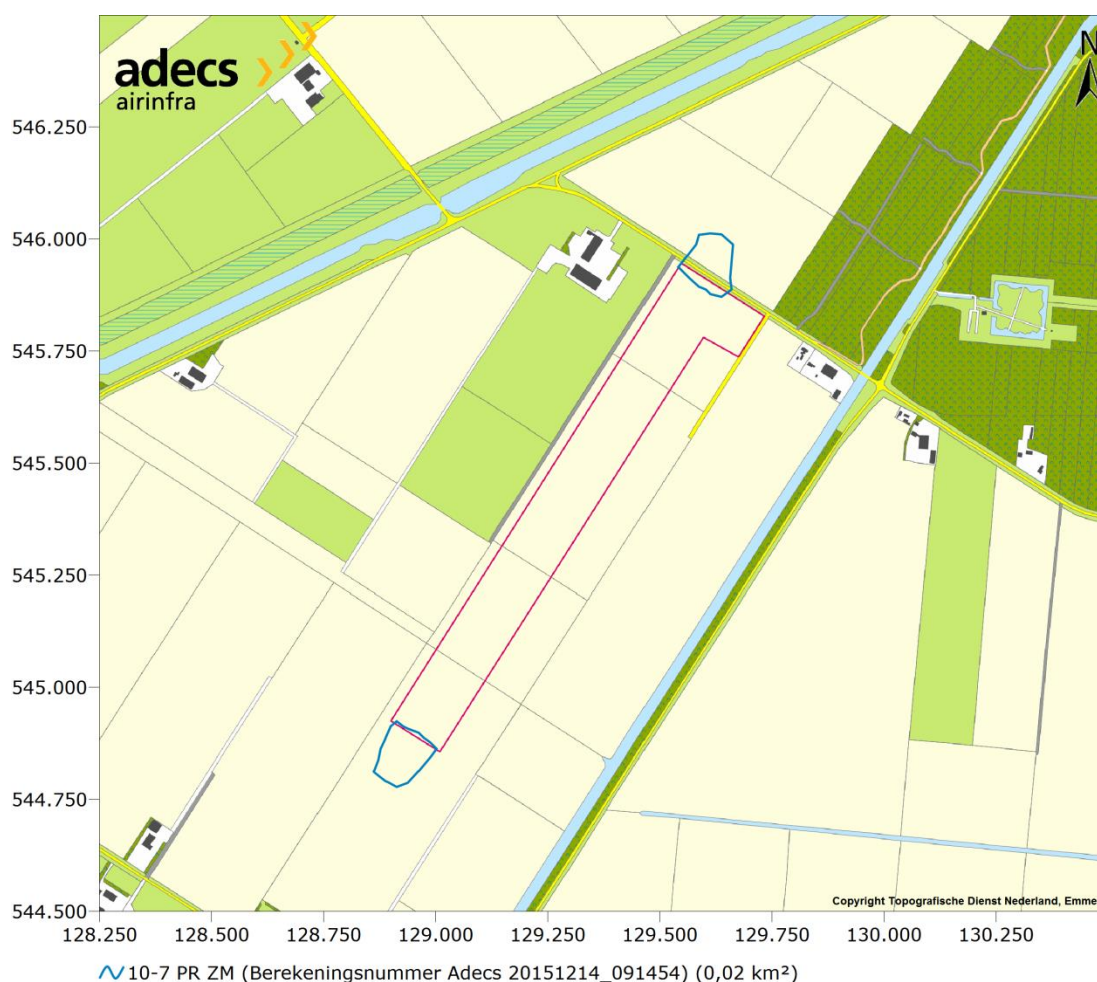 adecs
airinfra
N
546.250
546.000
545.750
545.500
545.250
545.000
544.750
544.500
Copyright Topografische Dienst Nederland, Emme
128.250 128.500 128.750 129.000 129.250 129.500 129.750 130.000 130.250
10-7 PR ZM (Berekeningsnummer Adecs 20151214_091454) (0,02 km²)